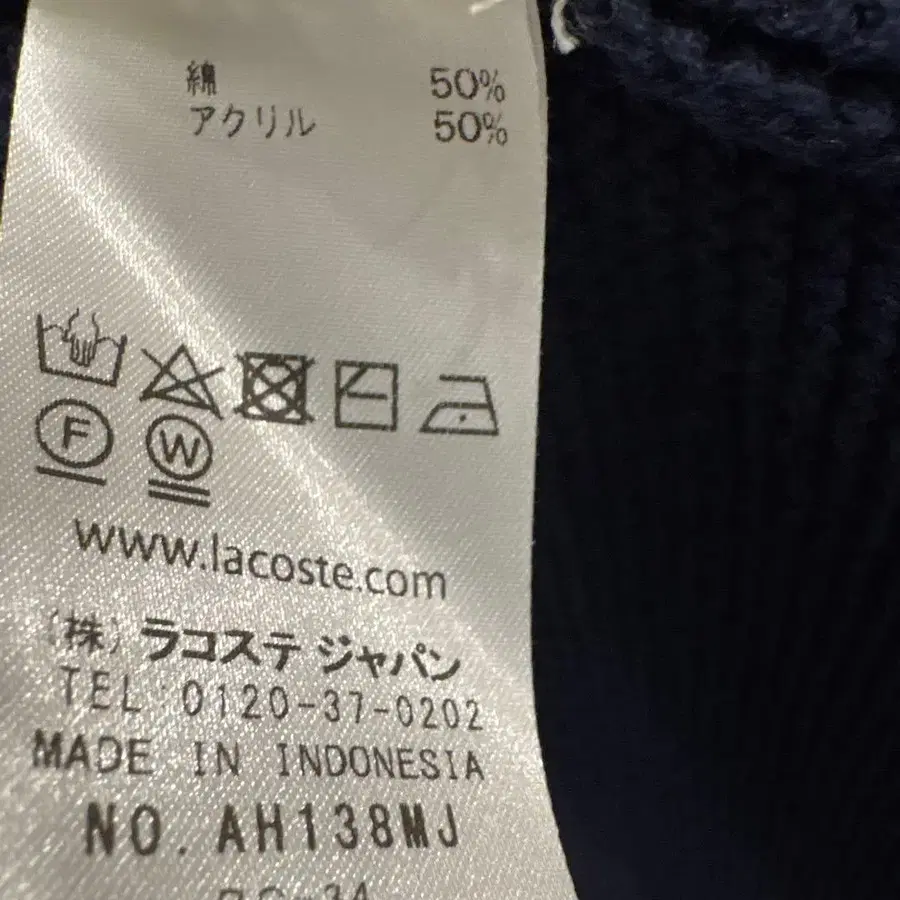 綿 50%
アクリル 50%
F W
www.lacoste.com
(株) ラコステ ジャパン
TEL:0120-37-0202
MADE IN INDONESIA
NO. AH138MJ